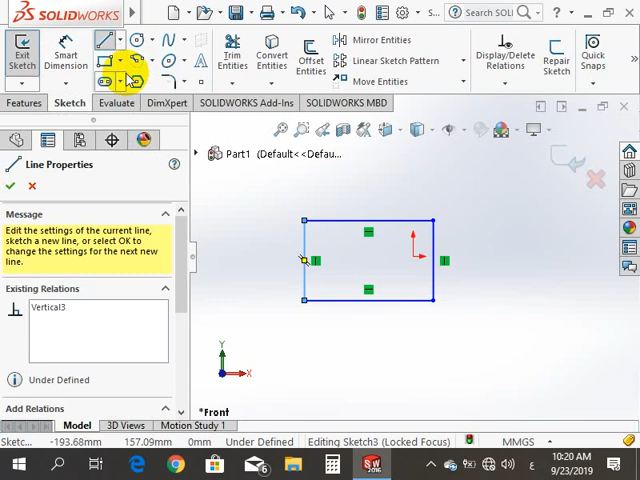 SOLIDWORKS
S...
Search SOLIDWORKS
Exit Sketch
Smart Dimension
Trim Entities
Convert Entities
Offset Entities
Mirror Entities
Linear Sketch Pattern
Move Entities
Display/Delete Relations
Repair Sketch
Features
Sketch
Evaluate
DimXpert
SOLIDWORKS Add-Ins
SOLIDWORKS MBD
Line Properties
Part1 (Default<<Defau...
Message
Edit the settings of the current line,
sketch a new line, or select OK to
change the settings for the next new
line.
Existing Relations
Vertical3
Under Defined
Add Relations
Y
X
*Front
Model
3D Views
Motion Study 1
Sketc...
-193.68mm
157.09mm
0mm
Under Defined
Editing Sketch3 (Locked Focus)
MMGS
10:20 AM
9/23/2019